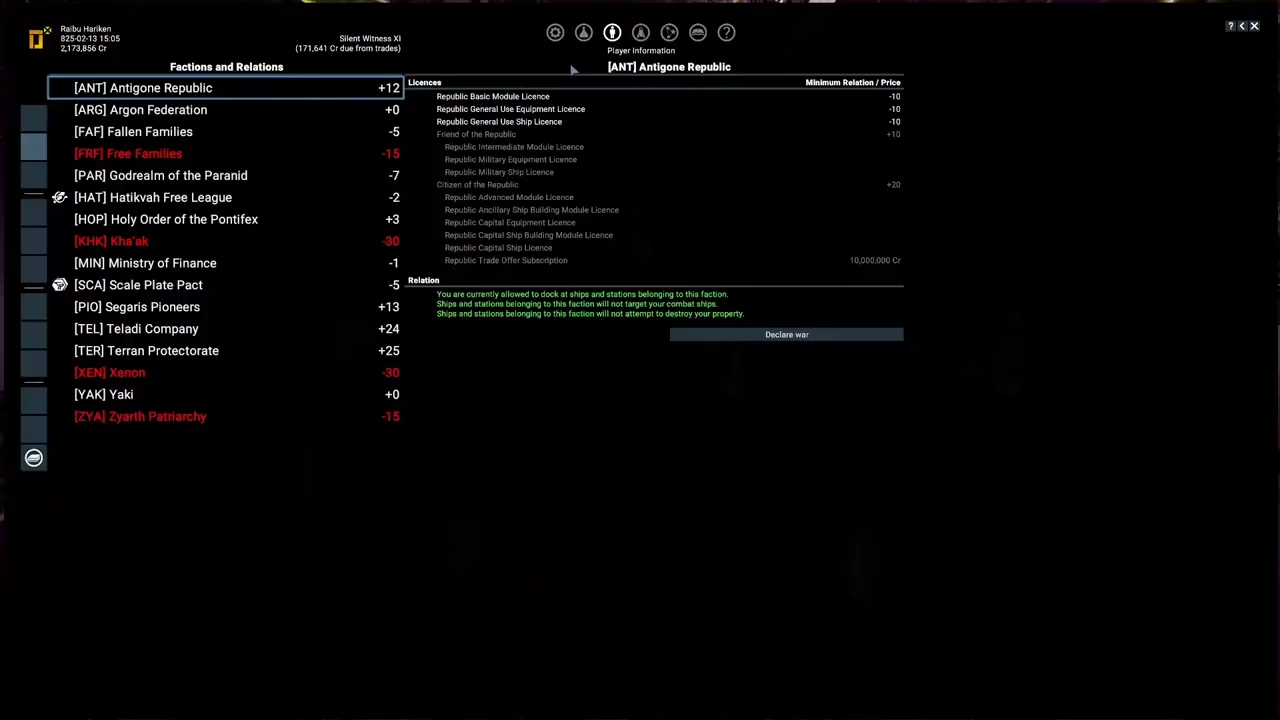 Raibu Hariken
825-02-13 15:05
2,173,856 Cr
Silent Witness XI
(171,641 Cr due from trades)
Player Information
Factions and Relations
[ANT] Antigone Republic +12
[ARG] Argon Federation +0
[FAF] Fallen Families -5
[FRF] Free Families -15
[PAR] Godrealm of the Paranid -7
[HAT] Hatikvah Free League -2
[HOP] Holy Order of the Pontifex +3
[KHK] Kha'ak -30
[MIN] Ministry of Finance -1
[SCA] Scale Plate Pact -5
[PIO] Segaris Pioneers +13
[TEL] Teladi Company +24
[TER] Terran Protectorate +25
[XEN] Xenon -30
[YAK] Yaki +0
[ZYA] Zyarth Patriarchy -15
[ANT] Antigone Republic
Licences Minimum Relation / Price
Republic Basic Module Licence -10
Republic General Use Equipment Licence -10
Republic General Use Ship Licence -10
Friend of the Republic +10
Republic Intermediate Module Licence
Republic Military Equipment Licence
Republic Military Ship Licence
Citizen of the Republic +20
Republic Advanced Module Licence
Republic Ancillary Ship Building Module Licence
Republic Capital Equipment Licence
Republic Capital Ship Building Module Licence
Republic Capital Ship Licence
Republic Trade Offer Subscription 10,000,000 Cr
Relation
You are currently allowed to dock at ships and stations belonging to this faction.
Ships and stations belonging to this faction will not target your combat ships.
Ships and stations belonging to this faction will not attempt to destroy your property.
Declare war